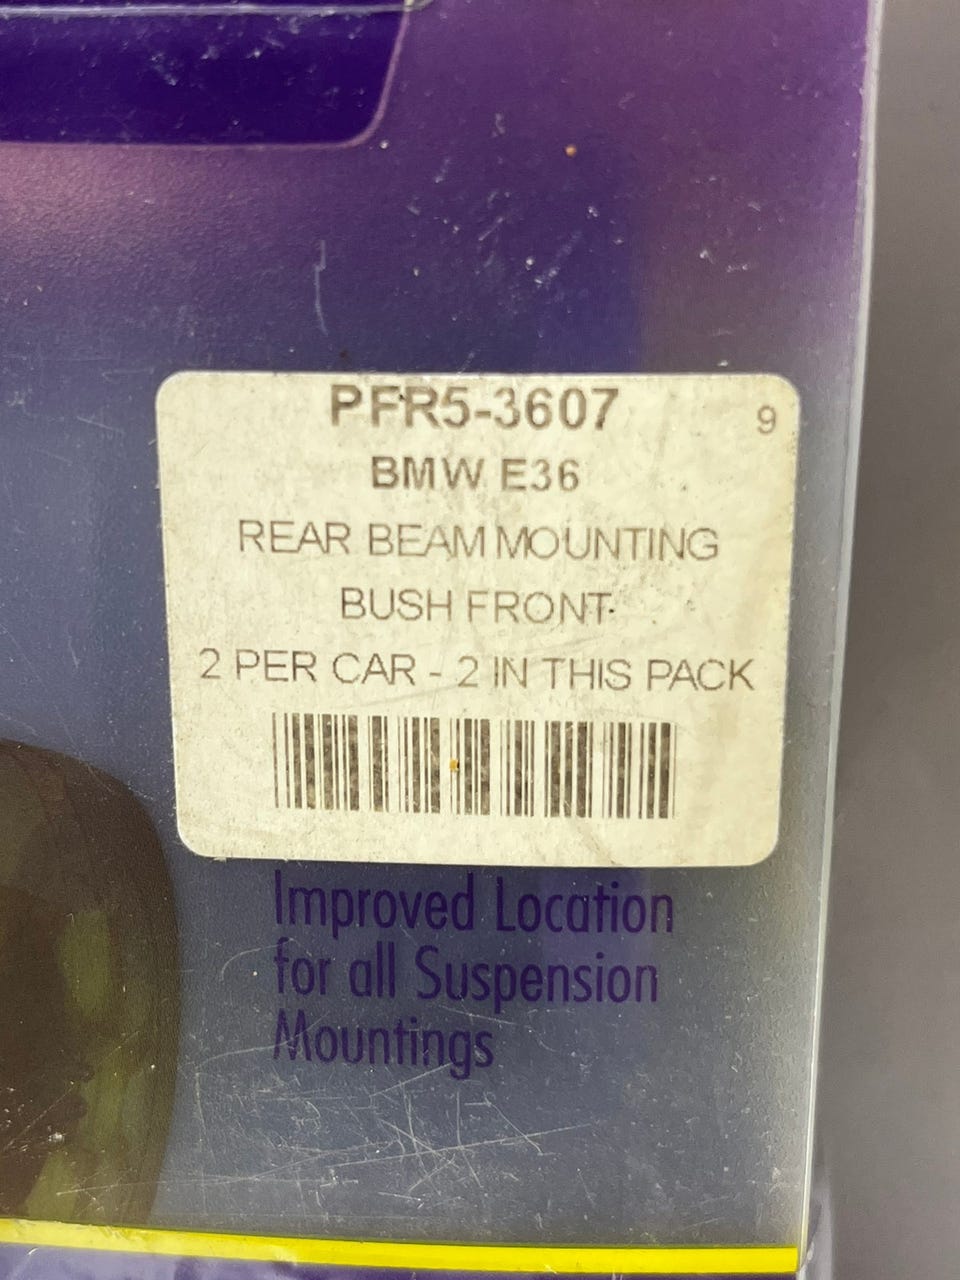 PFR5-3607
9
BMW E36
REAR BEAM MOUNTING
BUSH FRONT
2 PER CAR - 2 IN THIS PACK
Improved Location
for all Suspension
Mountings